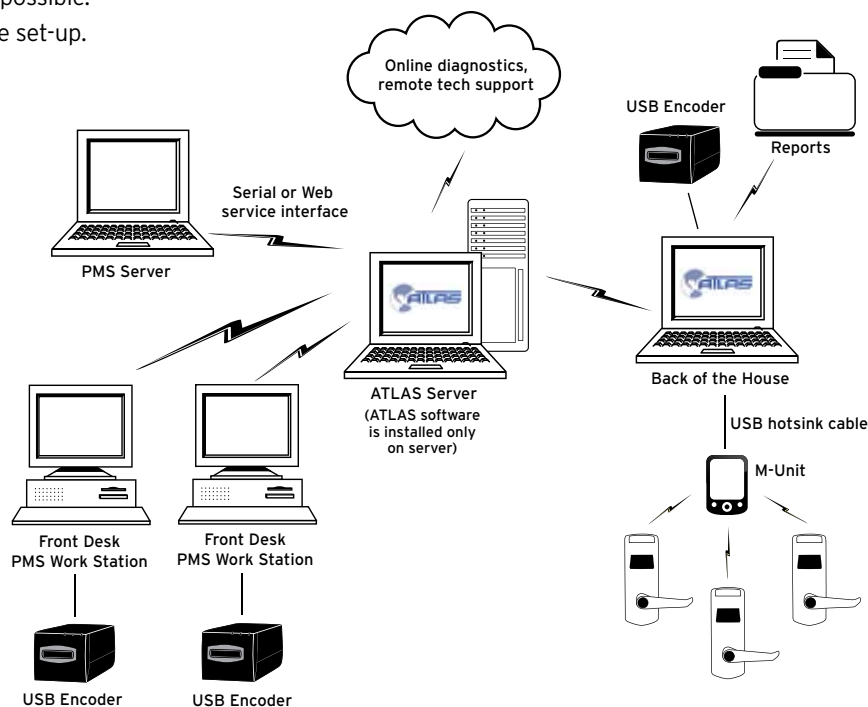 possible.
e set-up.
Online diagnostics,
remote tech support
USB Encoder
Reports
Serial or Web
service interface
PMS Server
ATLAS
ATLAS
ATLAS Server
(ATLAS software
is installed only
on server)
Back of the House
USB hotsink cable
M-Unit
Front Desk
PMS Work Station
Front Desk
PMS Work Station
USB Encoder
USB Encoder